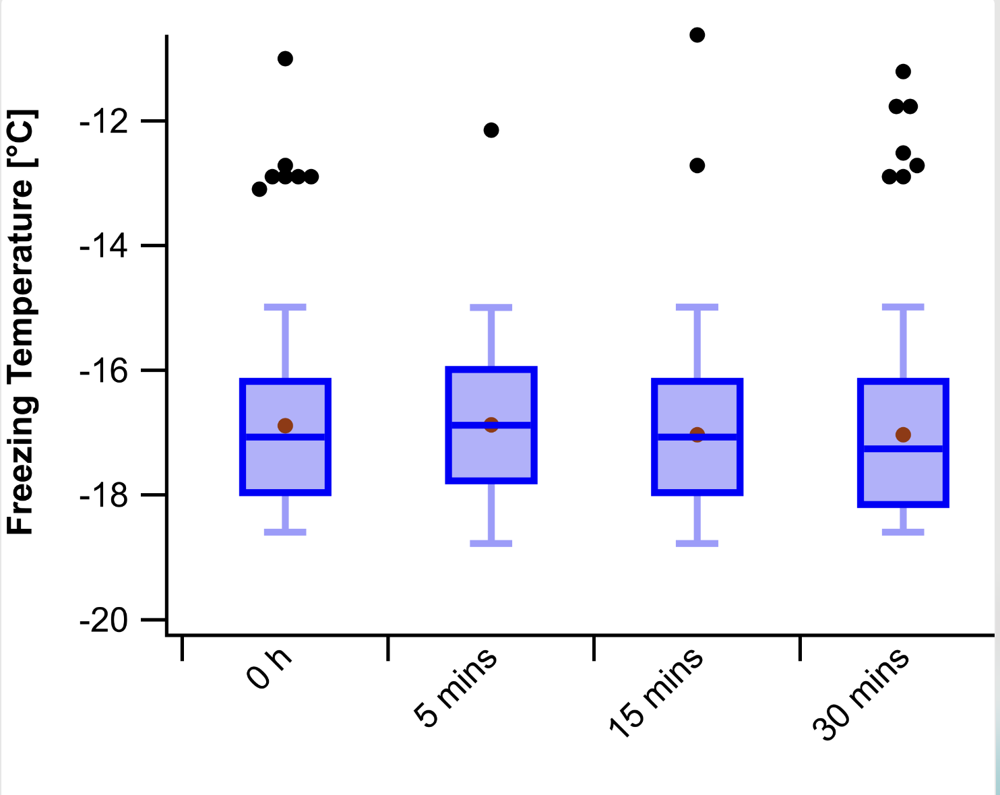 Freezing Temperature [°C]
-12
-14
-16
-18
-20
0 h
5 mins
15 mins
30 mins